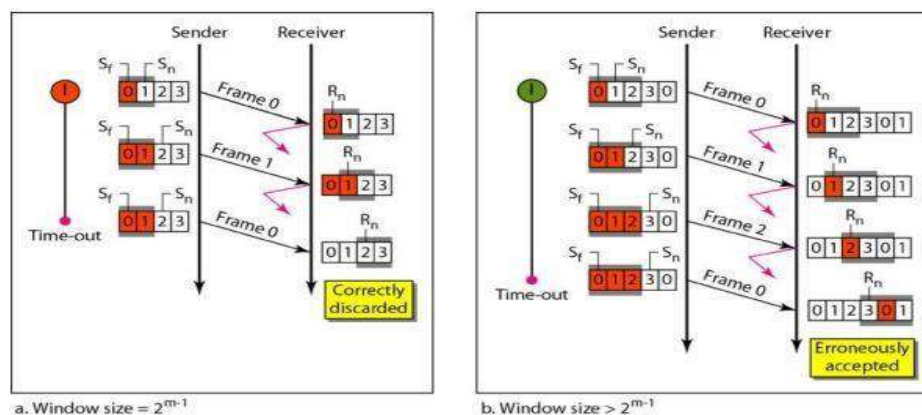 Sender Receiver
Sf Sn
0 1 2 3
Frame 0
Rn
0 1 2 3
Sf Sn
0 1 2 3
Frame 1
Rn
0 1 2 3
Sf Sn
0 1 2 3
Frame 0
Rn
0 1 2 3
Time-out
Correctly
discarded
a. Window size = 2^m-1
Sender Receiver
Sf Sn
0 1 2 3 0
Frame 0
Rn
0 1 2 3 0 1
Sf Sn
0 1 2 3 0
Frame 1
Rn
0 1 2 3 0 1
Sf Sn
0 1 2 3 0
Frame 2
Rn
0 1 2 3 0 1
Sf Sn
0 1 2 3 0
Frame 0
Rn
0 1 2 3 0 1
Time-out
Erroneously
accepted
b. Window size > 2^m-1